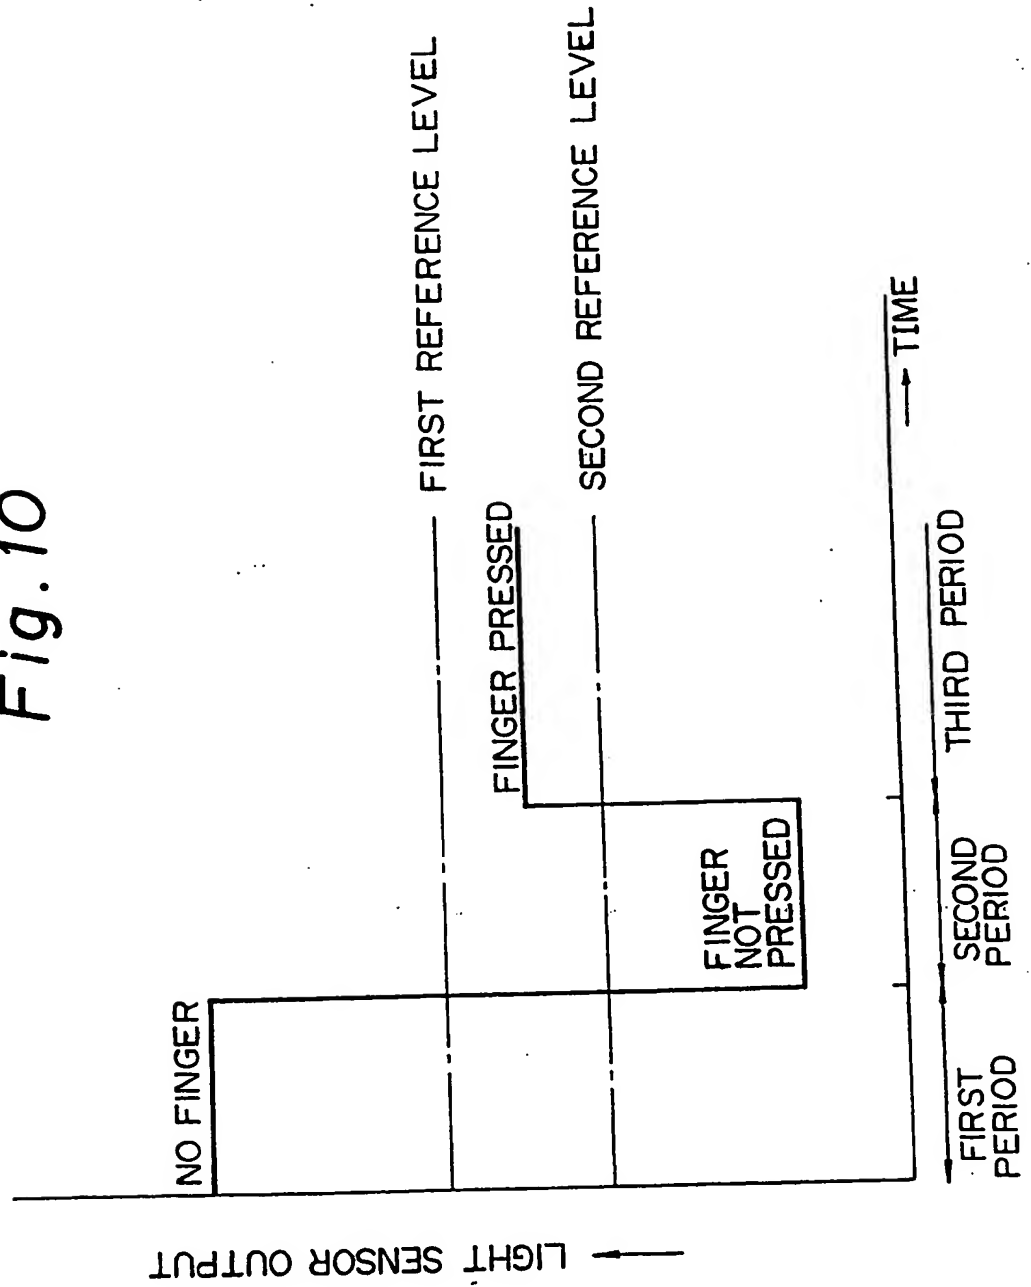 Fig. 10
NO FINGER
FIRST REFERENCE LEVEL
FINGER PRESSED
SECOND REFERENCE LEVEL
FINGER
NOT
PRESSED
LIGHT SENSOR OUTPUT
TIME
FIRST
PERIOD
SECOND
PERIOD
THIRD PERIOD